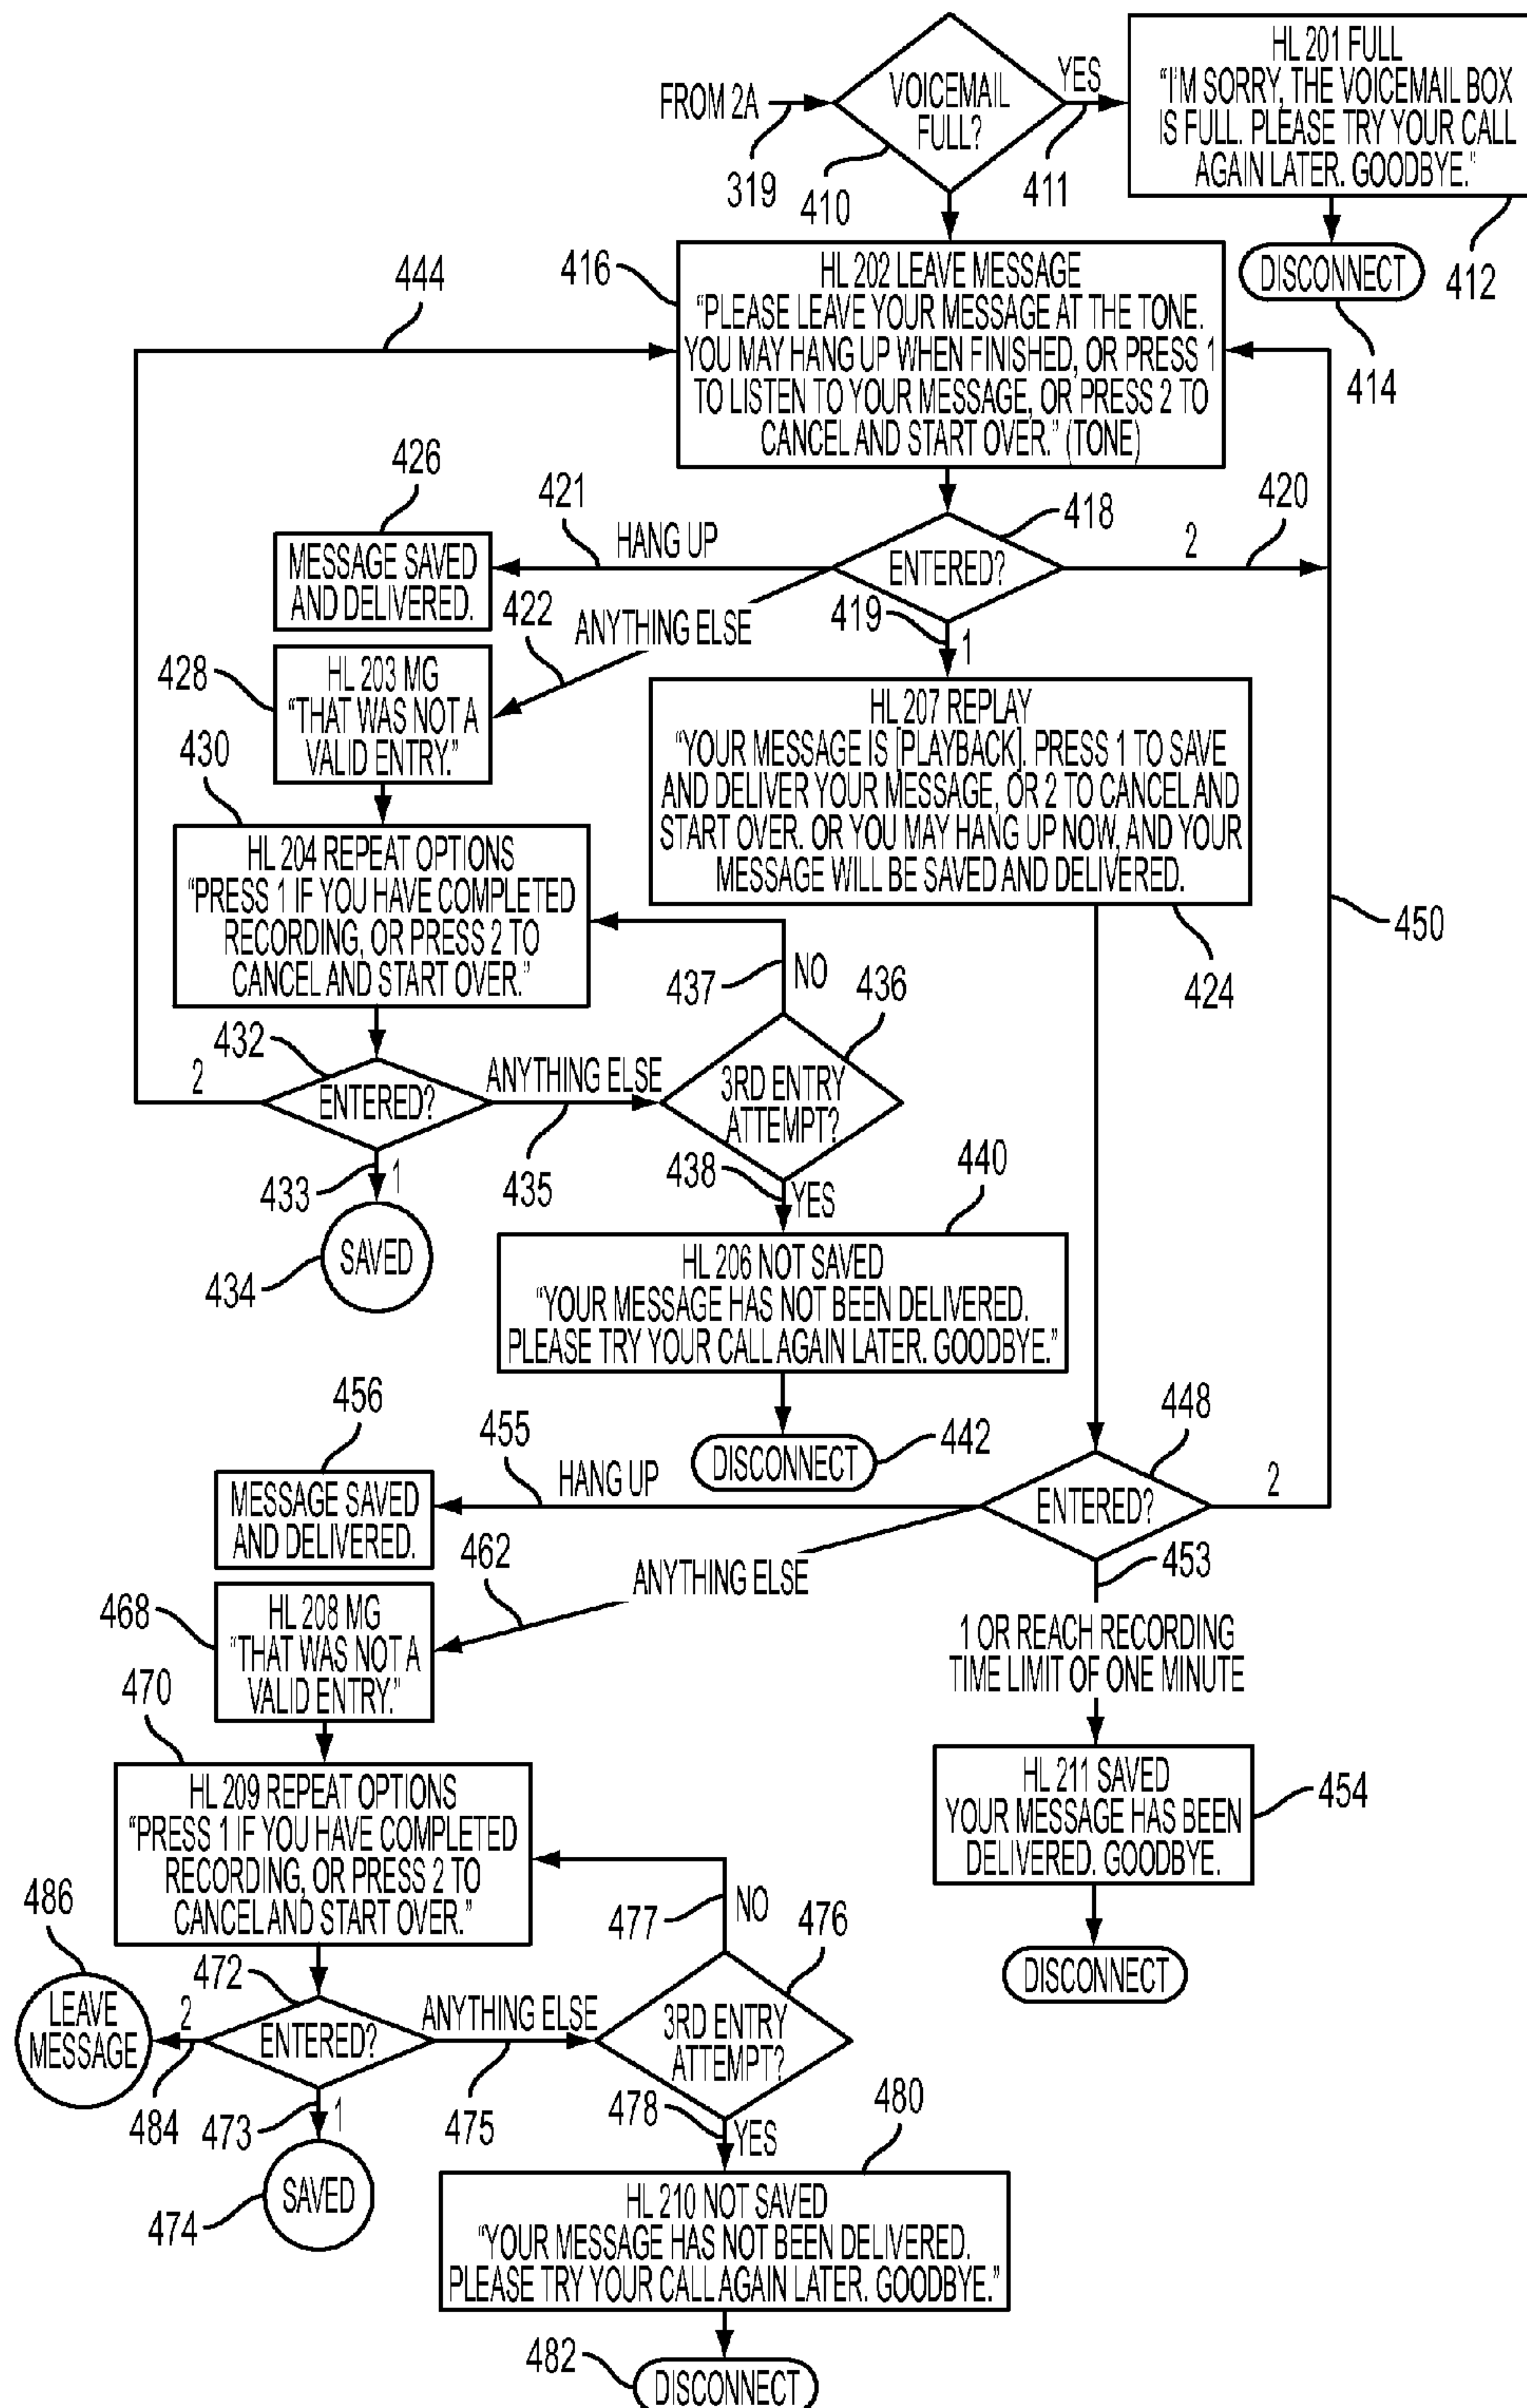 FROM 2A
319
VOICEMAIL
FULL?
410
YES
411
HL 201 FULL
“I’M SORRY, THE VOICEMAIL BOX
IS FULL. PLEASE TRY YOUR CALL
AGAIN LATER. GOODBYE.”
412
DISCONNECT
414
444
416
HL 202 LEAVE MESSAGE
“PLEASE LEAVE YOUR MESSAGE AT THE TONE.
YOU MAY HANG UP WHEN FINISHED, OR PRESS 1
TO LISTEN TO YOUR MESSAGE, OR PRESS 2 TO
CANCEL AND START OVER.” (TONE)
426
421
HANG UP
418
ENTERED?
2
420
MESSAGE SAVED
AND DELIVERED.
422
ANYTHING ELSE
419
1
428
HL 203 MG
“THAT WAS NOT A
VALID ENTRY.”
HL 207 REPLAY
“YOUR MESSAGE IS [PLAYBACK]. PRESS 1 TO SAVE
AND DELIVER YOUR MESSAGE, OR 2 TO CANCEL AND
START OVER. OR YOU MAY HANG UP NOW, AND YOUR
MESSAGE WILL BE SAVED AND DELIVERED.
424
450
430
HL 204 REPEAT OPTIONS
“PRESS 1 IF YOU HAVE COMPLETED
RECORDING, OR PRESS 2 TO
CANCEL AND START OVER.”
437
NO
436
432
2
ENTERED?
ANYTHING ELSE
435
3RD ENTRY
ATTEMPT?
433
1
438
YES
440
SAVED
434
HL 206 NOT SAVED
“YOUR MESSAGE HAS NOT BEEN DELIVERED.
PLEASE TRY YOUR CALL AGAIN LATER. GOODBYE.”
DISCONNECT
442
456
455
HANG UP
448
ENTERED?
2
MESSAGE SAVED
AND DELIVERED.
462
ANYTHING ELSE
453
468
HL 208 MG
“THAT WAS NOT A
VALID ENTRY.”
1 OR REACH RECORDING
TIME LIMIT OF ONE MINUTE
470
HL 209 REPEAT OPTIONS
“PRESS 1 IF YOU HAVE COMPLETED
RECORDING, OR PRESS 2 TO
CANCEL AND START OVER.”
HL 211 SAVED
YOUR MESSAGE HAS BEEN
DELIVERED. GOODBYE.
454
DISCONNECT
486
477
NO
476
LEAVE
MESSAGE
2
484
472
ENTERED?
ANYTHING ELSE
475
3RD ENTRY
ATTEMPT?
473
1
478
YES
480
SAVED
474
HL 210 NOT SAVED
“YOUR MESSAGE HAS NOT BEEN DELIVERED.
PLEASE TRY YOUR CALL AGAIN LATER. GOODBYE.”
482
DISCONNECT